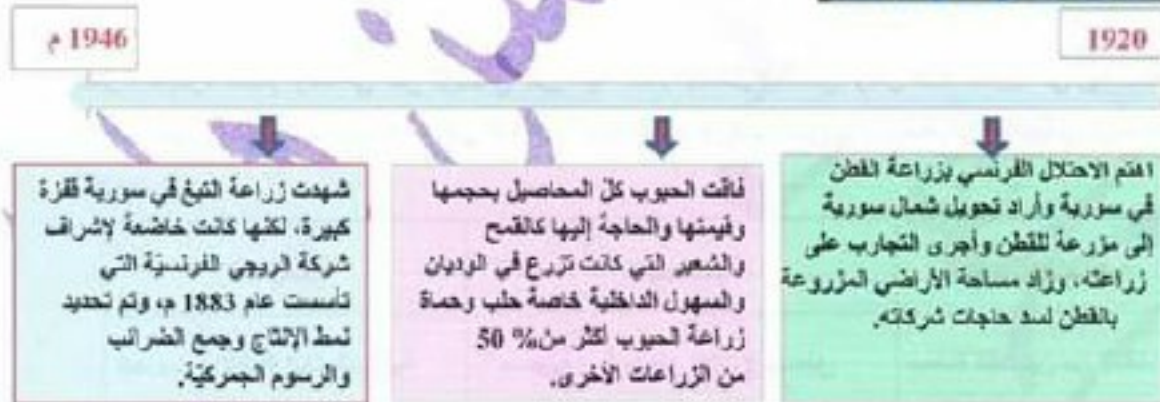 1920
1946 م
اهتم الاحتلال الفرنسي بزراعة القطن
في سورية وأراد تحويل شمال سورية
إلى مزرعة للقطن وأجرى التجارب على
زراعته، وزاد مساحة الأراضي المزروعة
بالقطن لسد حاجات شركاته.
فاقت الحبوب كل المحاصيل بحجمها
وقيمتها والحاجة إليها كالقمح
والشعير التي كانت تزرع في الوديان
والسهول الداخلية خاصة حلب وحماة
زراعة الحبوب أكثر من% 50
من الزراعات الأخرى.
شهدت زراعة التبغ في سورية قفزة
كبيرة، لكنها كانت خاضعة لإشراف
شركة الريجي الفرنسيّة التي
تأسست عام 1883 م، وتم تحديد
نمط الإنتاج وجمع الضرائب
والرسوم الجمركيّة.